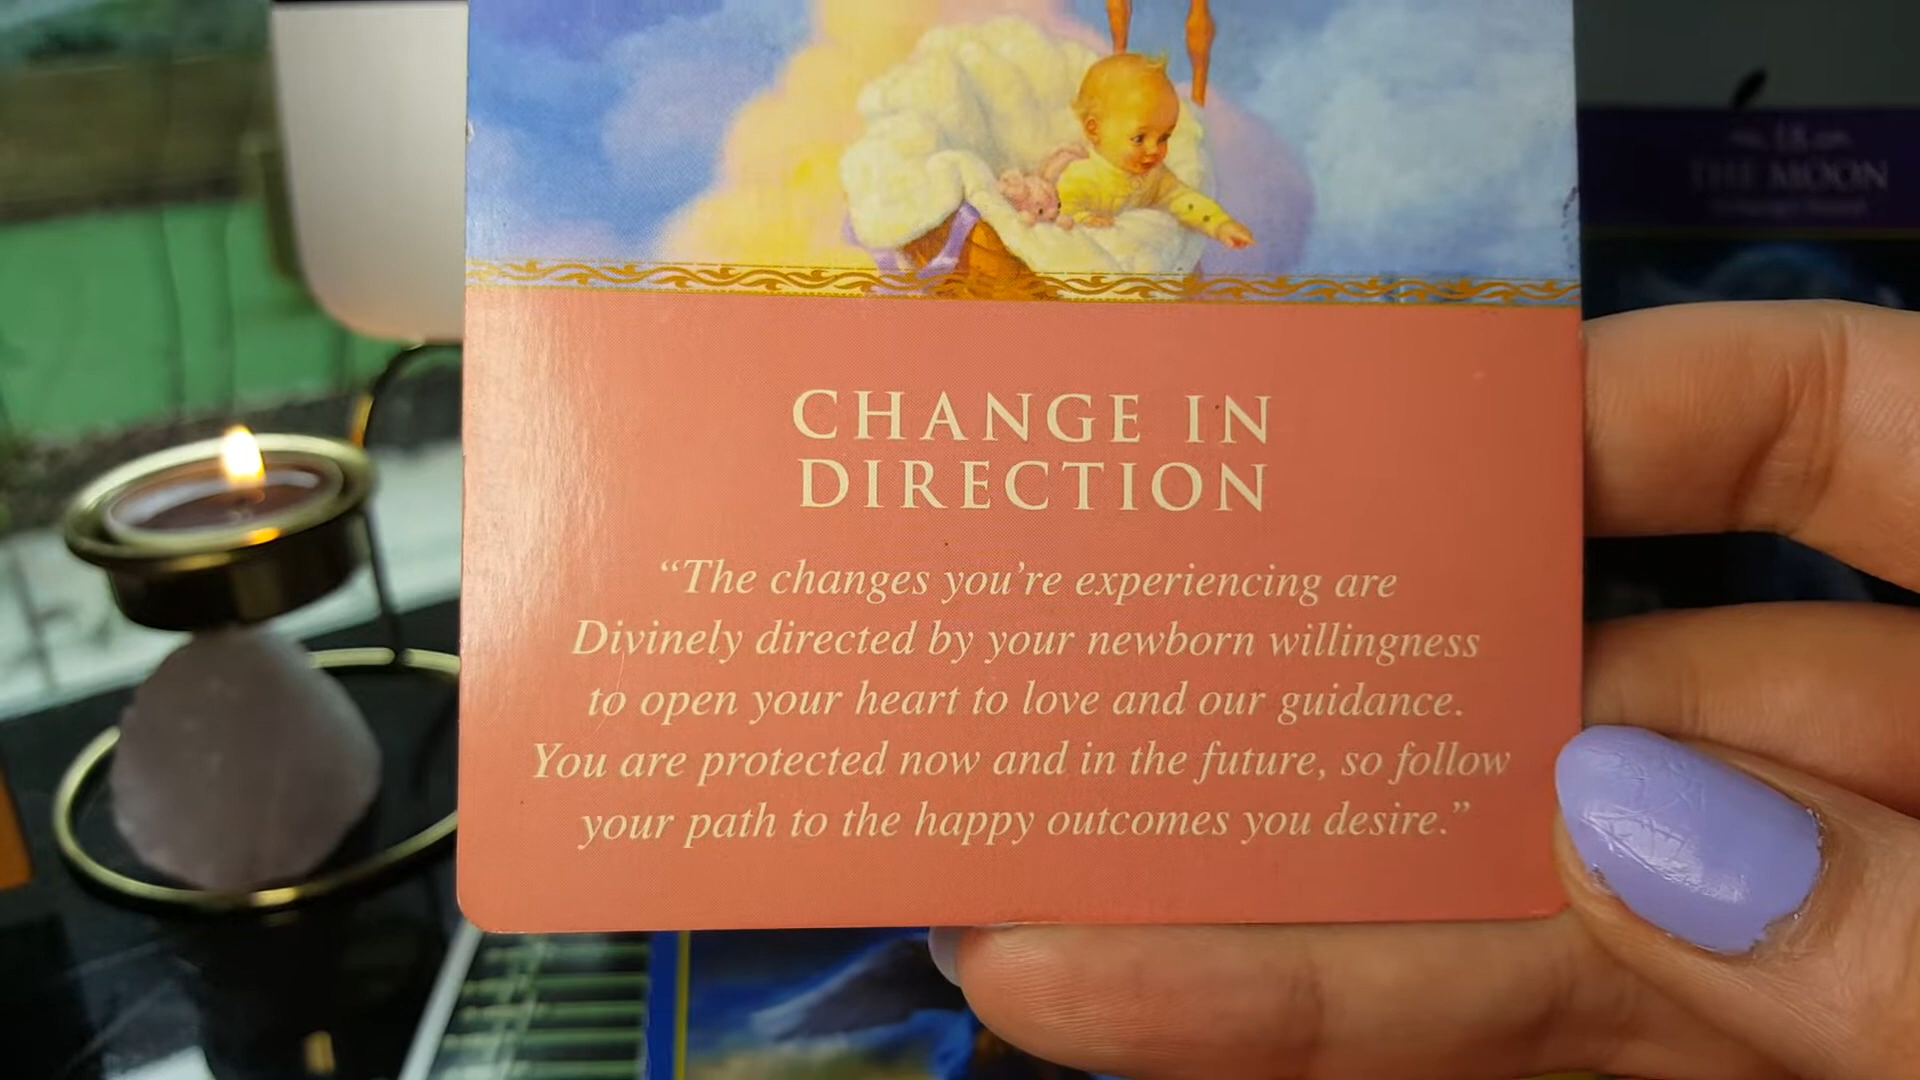 THE MOON
CHANGE IN
DIRECTION
“The changes you’re experiencing are
Divinely directed by your newborn willingness
to open your heart to love and our guidance.
You are protected now and in the future, so follow
your path to the happy outcomes you desire.”